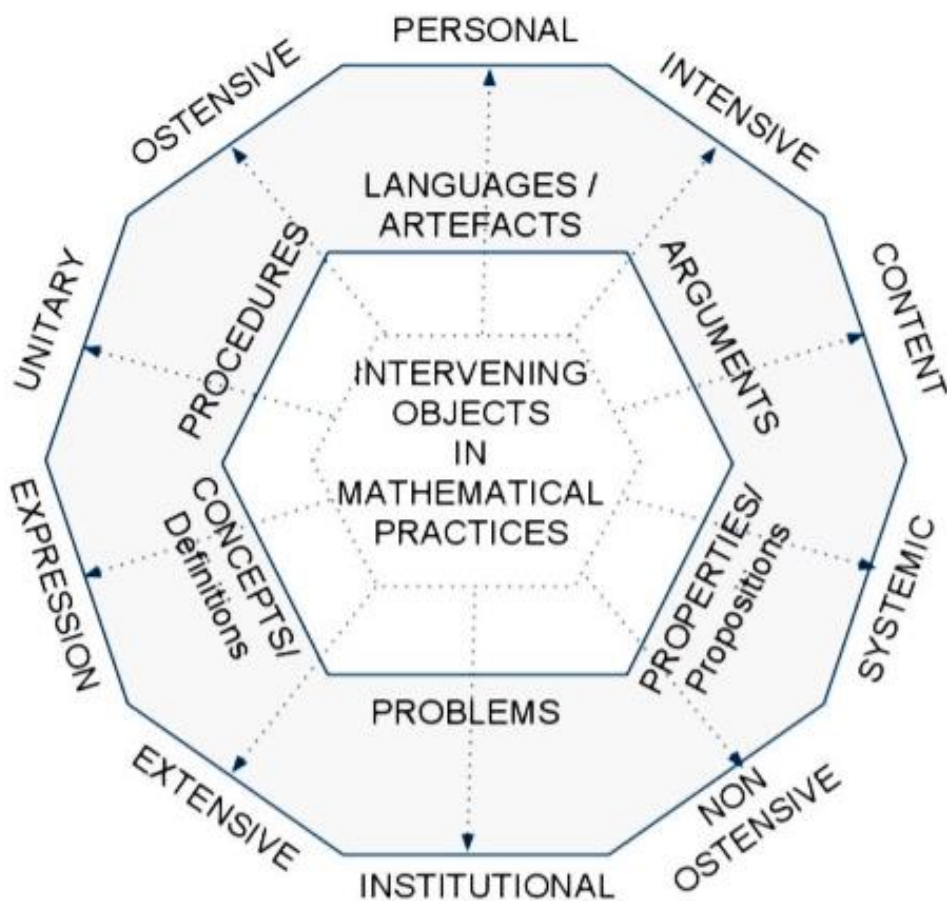 PERSONAL
OSTENSIVE
INTENSIVE
LANGUAGES /
ARTEFACTS
PROCEDURES
ARGUMENTS
UNITARY
CONTENT
INTERVENING
OBJECTS
IN
MATHEMATICAL
PRACTICES
CONCEPTS/
Definitions
PROPERTIES/
Propositions
EXPRESSION
SYSTEMIC
PROBLEMS
EXTENSIVE
NON
OSTENSIVE
INSTITUTIONAL